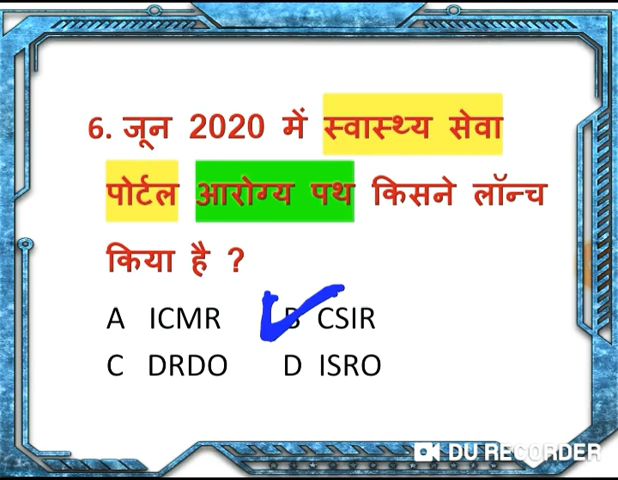 6. जून 2020 में स्वास्थ्य सेवा
पोर्टल आरोग्य पथ किसने लॉन्च
किया है ?
A ICMR B CSIR
C DRDO D ISRO
DU RECORDER